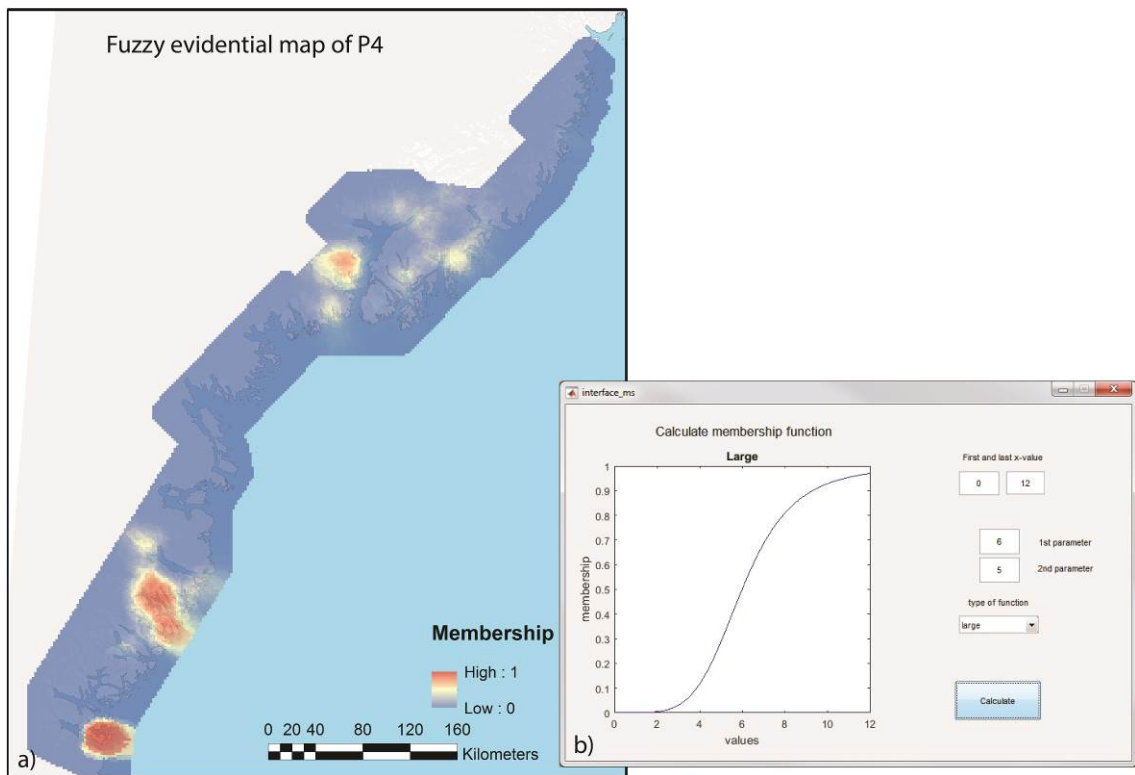 Fuzzy evidential map of P4
Membership
High : 1
Low : 0
0 20 40 80 120 160
Kilometers
a)
interface_ms
Calculate membership function
Large
1
0.9
0.8
0.7
0.6
0.5
0.4
0.3
0.2
0.1
0
membership
0 2 4 6 8 10 12
values
b)
First and last x-value
0 12
6 1st parameter
5 2nd parameter
type of function
large
Calculate